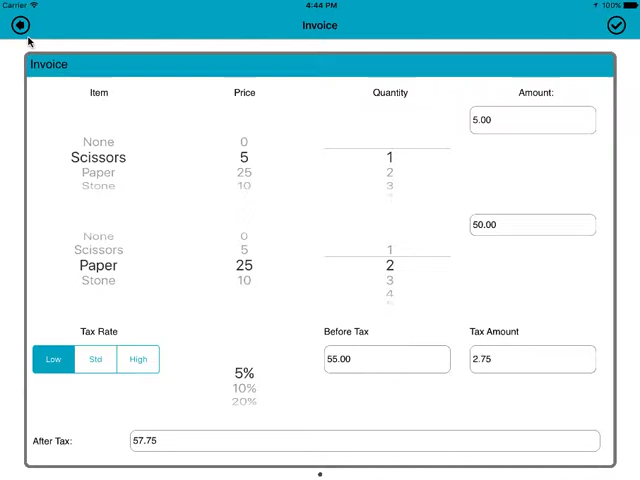 Carrier 4:44 PM 100%
Invoice
Invoice
Item Price Quantity Amount:
5.00
None 0
Scissors 5 1
Paper 25 2
Stone 10 3
50.00
None 0
Scissors 5 1
Paper 25 2
Stone 10 3
4
5
Tax Rate Before Tax Tax Amount
Low Std High 55.00 2.75
5%
10%
20%
After Tax: 57.75